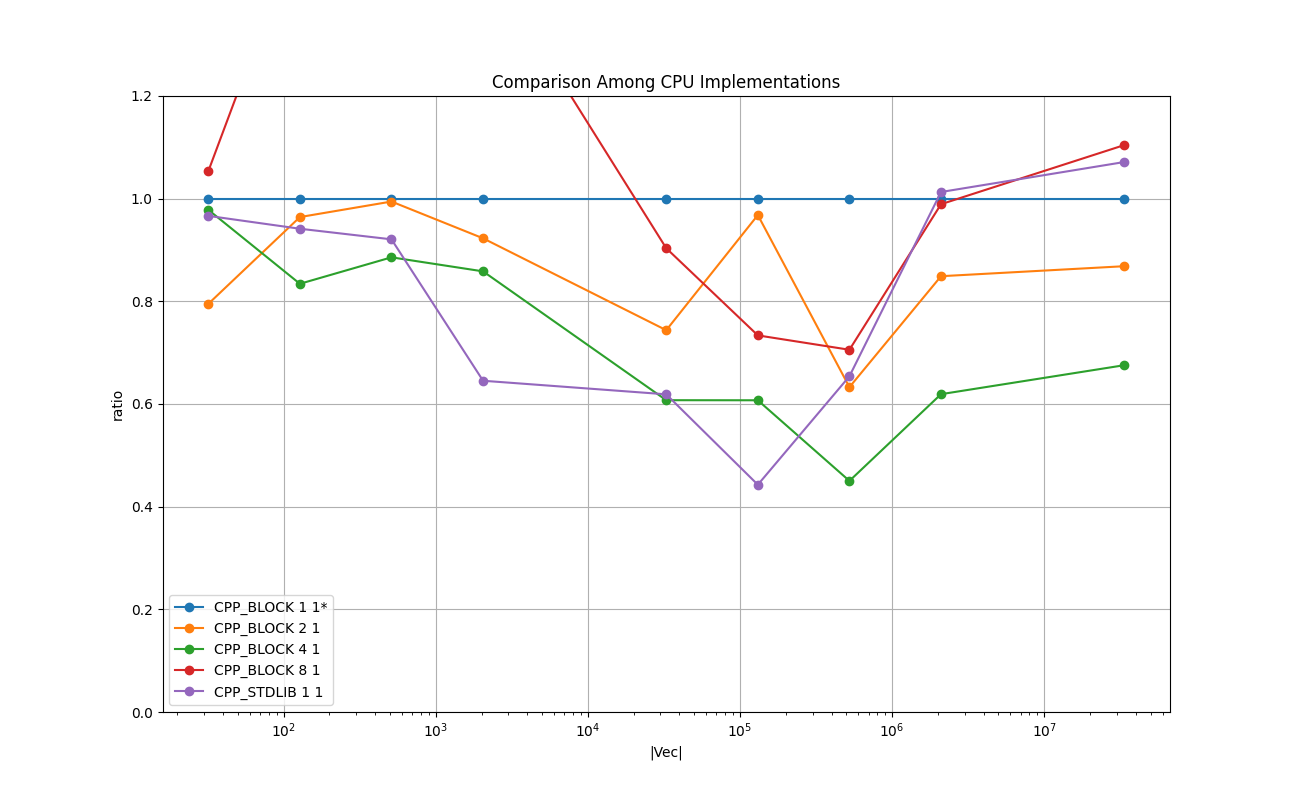 Comparison Among CPU Implementations
1.2
1.0
0.8
0.6
0.4
0.2
0.0
ratio
CPP_BLOCK 1 1*
CPP_BLOCK 2 1
CPP_BLOCK 4 1
CPP_BLOCK 8 1
CPP_STDLIB 1 1
10² 10³ 10⁴ 10⁵ 10⁶ 10⁷
|Vec|